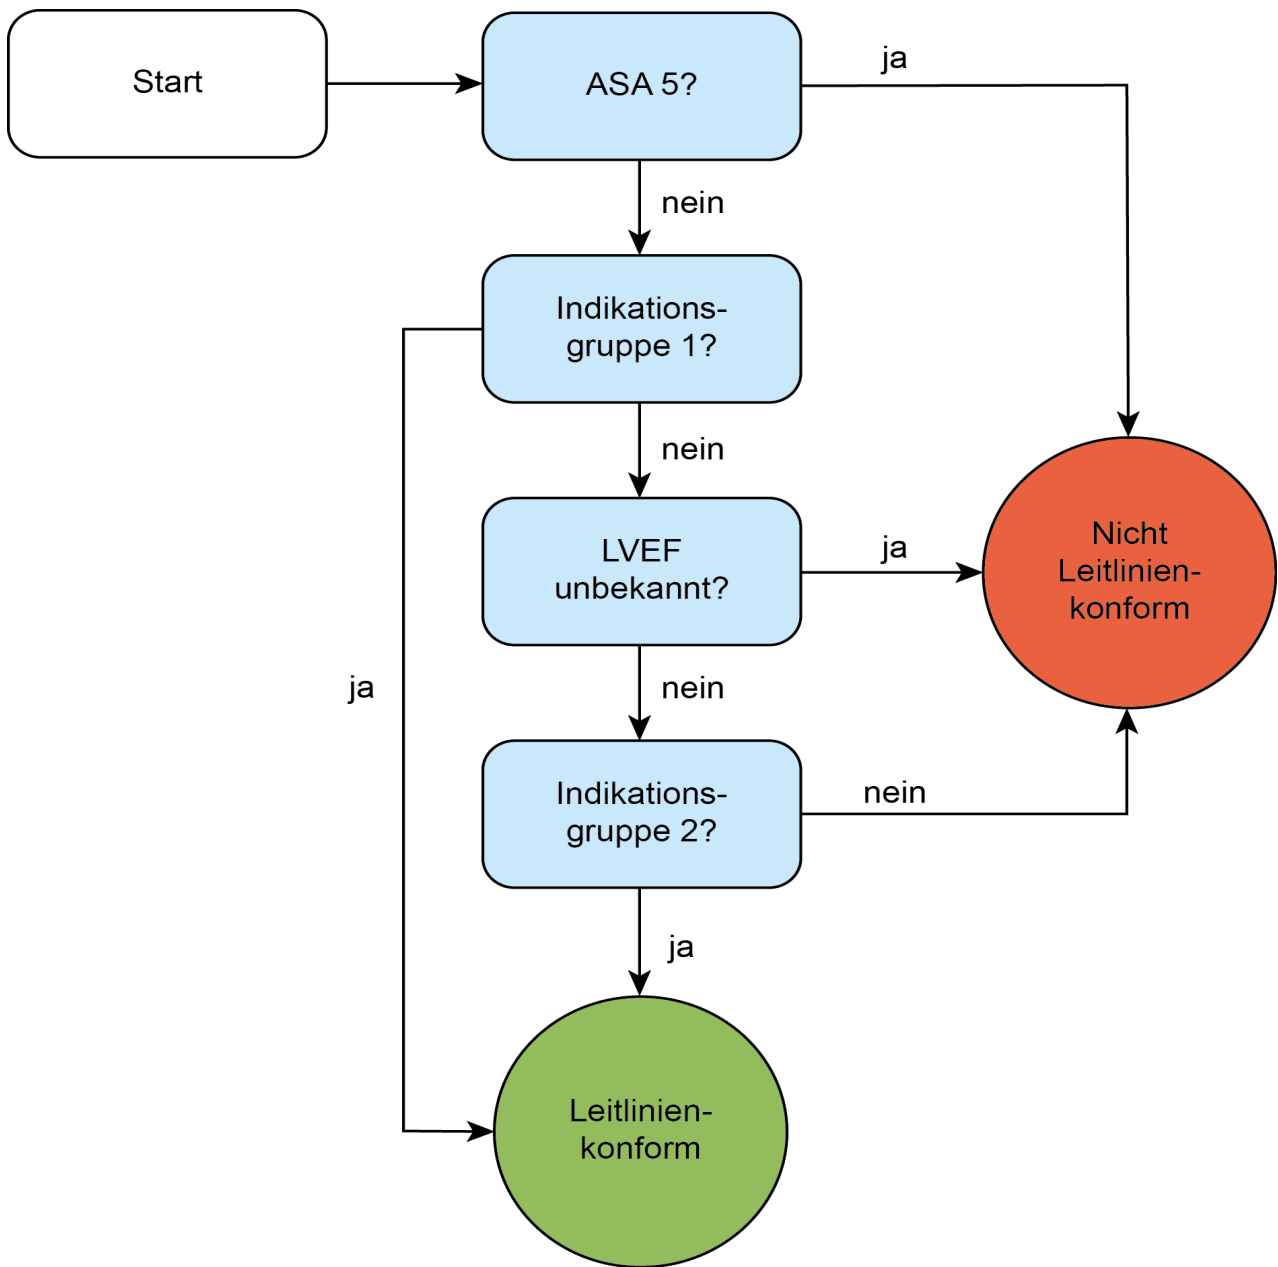 Start
ASA 5?
ja
nein
Indikations-
gruppe 1?
nein
LVEF
unbekannt?
ja
Nicht
Leitlinien-
konform
ja
nein
Indikations-
gruppe 2?
nein
ja
Leitlinien-
konform